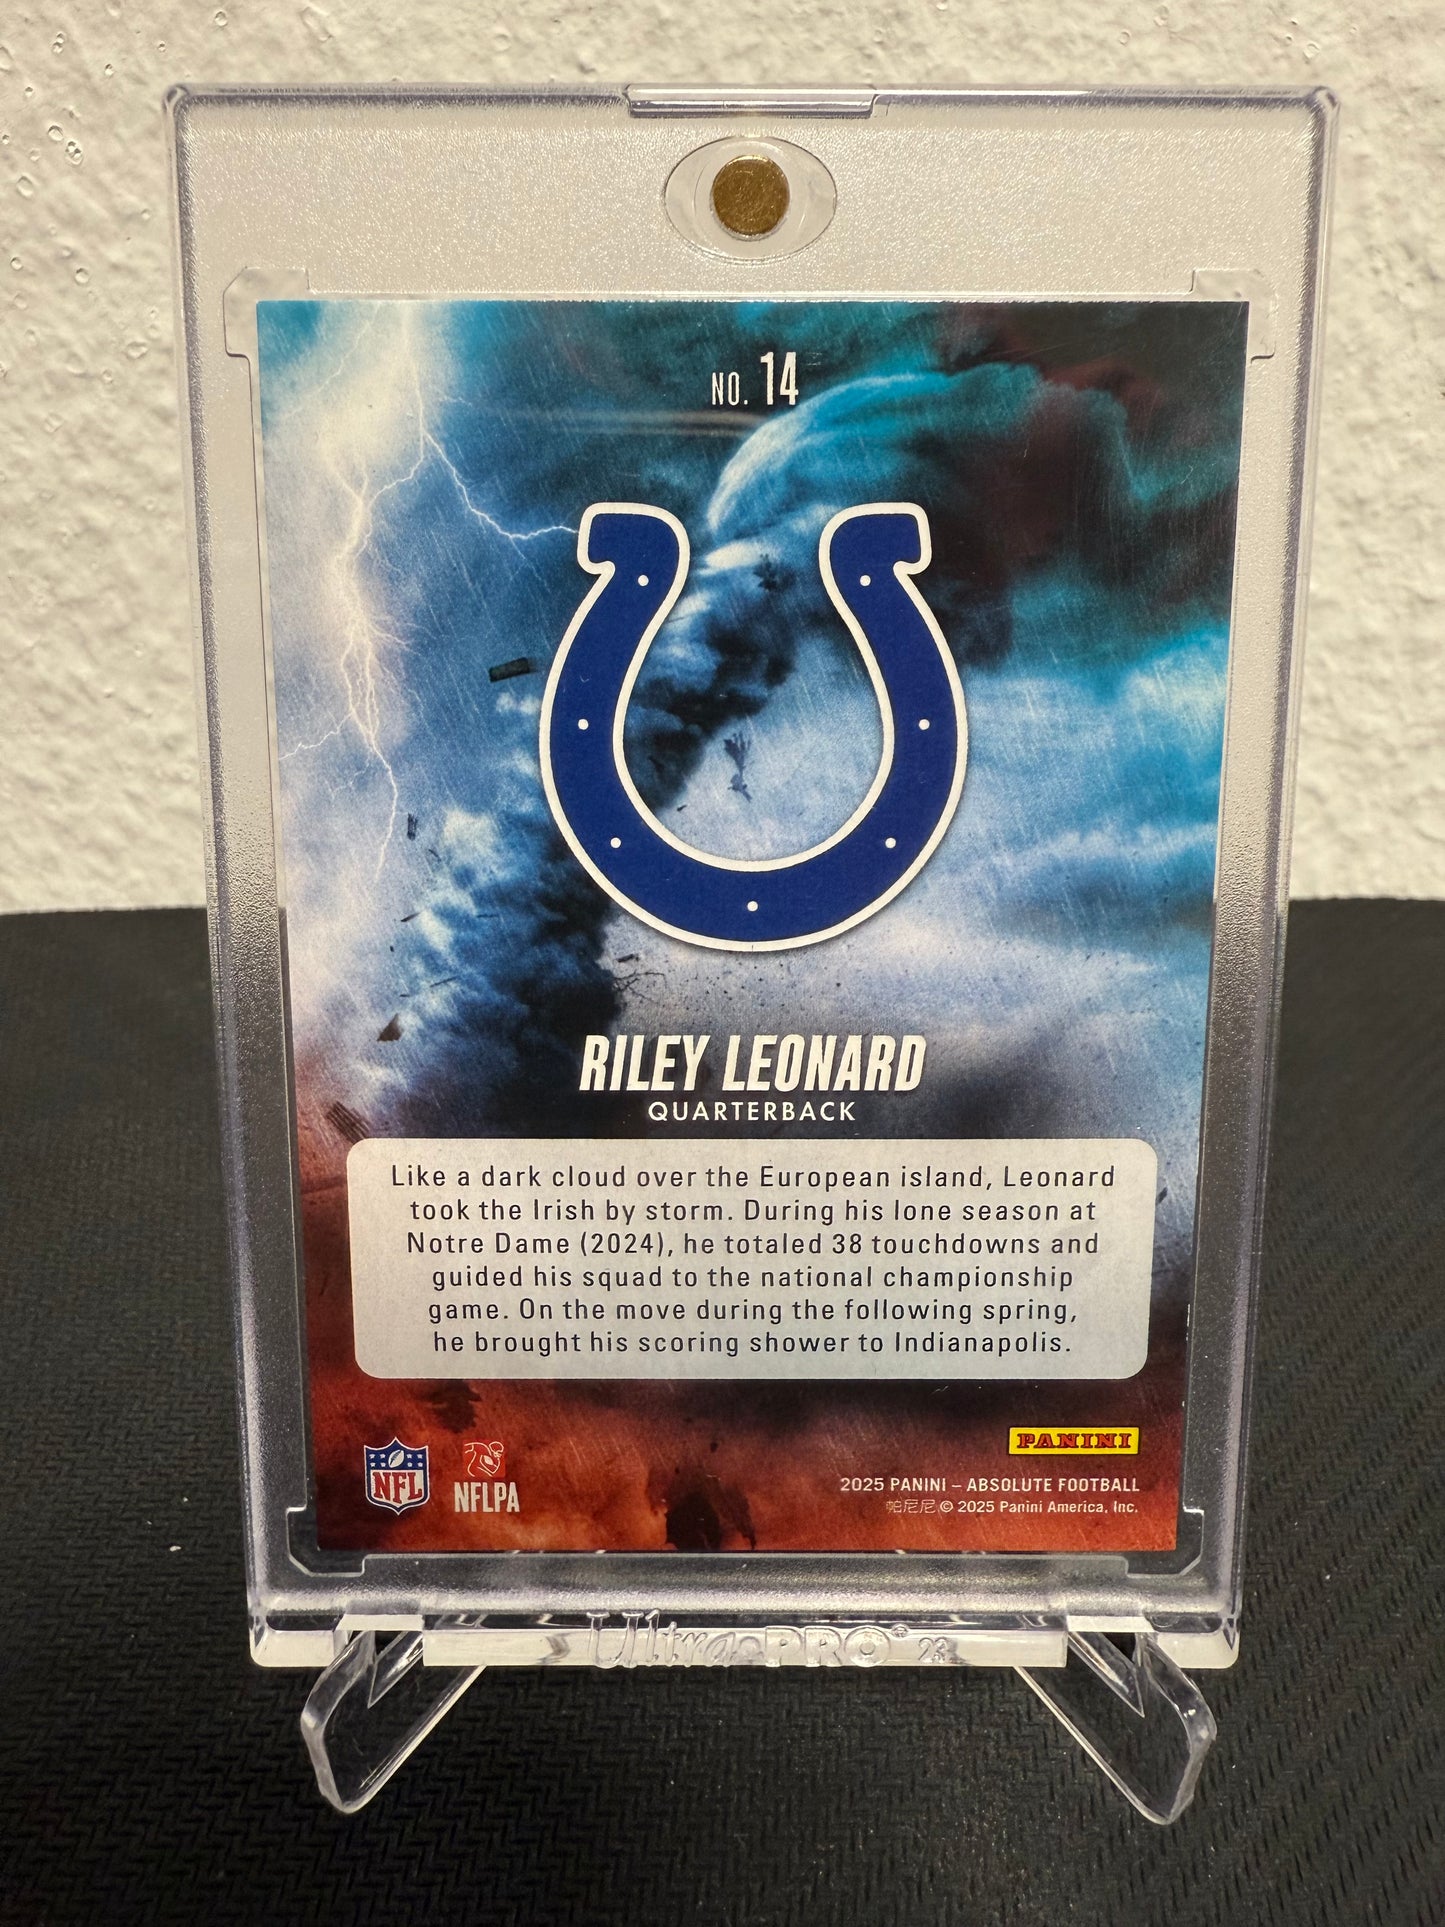 NO. 14
RILEY LEONARD
QUARTERBACK
Like a dark cloud over the European island, Leonard
took the Irish by storm. During his lone season at
Notre Dame (2024), he totaled 38 touchdowns and
guided his squad to the national championship
game. On the move during the following spring,
he brought his scoring shower to Indianapolis.
PANINI
NFL
NFLPA
2025 PANINI – ABSOLUTE FOOTBALL
帕尼尼 © 2025 Panini America, Inc.
Ultra PRO®